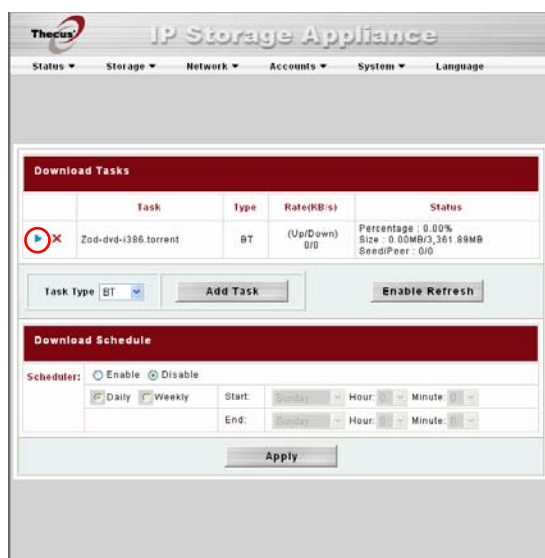 Thecus
IP Storage Appliance
Status Storage Network Accounts System Language
Download Tasks
Task Type Rate(KB/s) Status
Zod-dvd-i386.torrent BT (Up/Down) 0/0 Percentage : 0.00%
Size : 0.00MB/3,361.89MB
Seed/Peer : 0/0
Task Type BT Add Task Enable Refresh
Download Schedule
Scheduler: Enable Disable
Daily Weekly Start: Sunday Hour: 0 Minute: 0
End: Sunday Hour: 0 Minute: 0
Apply